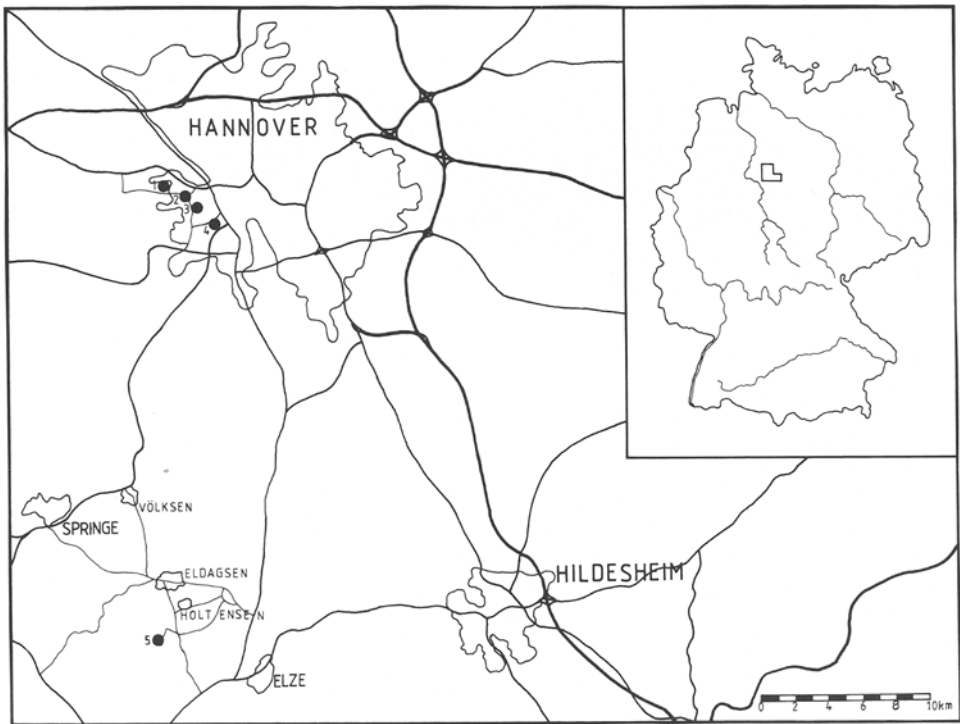 HANNOVER
1
2
3
4
VÖLKSEN
SPRINGE
ELDAGSEN
HOLTENSEN
5
HILDESHEIM
ELZE
0 2 4 6 8 10km